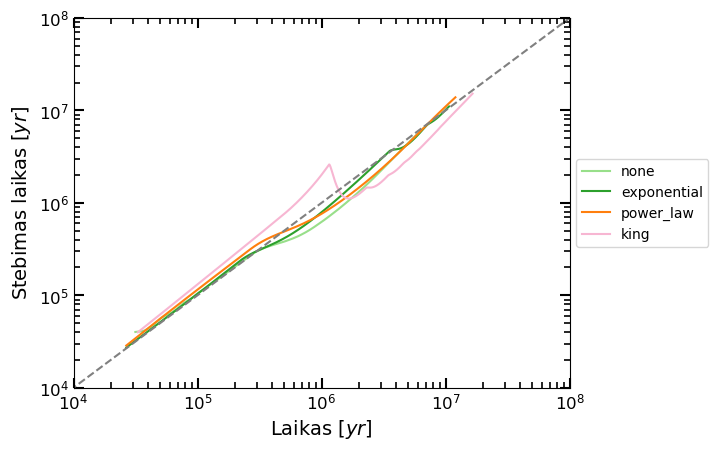 10^8
10^7
10^6
10^5
10^4
Stebimas laikas [yr]
10^4 10^5 10^6 10^7 10^8
Laikas [yr]
none
exponential
power_law
king